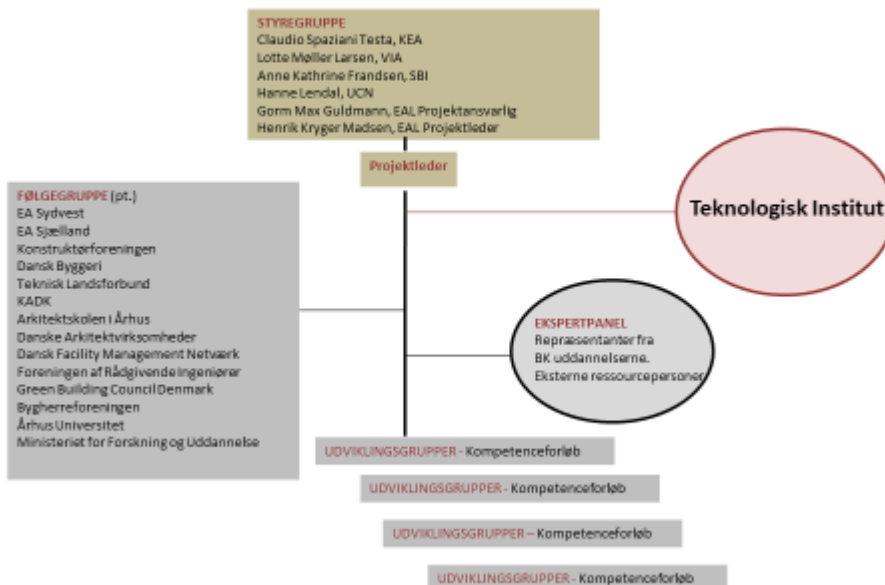 STYREGRUPPE
Claudio Spaziani Testa, KEA
Lotte Møller Larsen, VIA
Anne Kathrine Frandsen, SBI
Hanne Lendal, UCN
Gorm Max Guldmann, EAL Projektansvarlig
Henrik Kryger Madsen, EAL Projektleder
Projektleder
FØLGEGRUPPE (pt.)
EA Sydvest
EA Sjælland
Konstruktørforeningen
Dansk Byggeri
Teknisk Landsforbund
KADK
Arkitektskolen i Århus
Danske Arkitektvirksomheder
Dansk Facility Management Netværk
Foreningen af Rådgivende Ingeniører
Green Building Council Denmark
Bygherreforeningen
Århus Universitet
Ministeriet for Forskning og Uddannelse
Teknologisk Institut
EKSPERTPANEL
Repræsentanter fra
BK uddannelserne.
Eksterne ressourcepersoner
UDVIKLINGSGRUPPER - Kompetenceforløb
UDVIKLINGSGRUPPER - Kompetenceforløb
UDVIKLINGSGRUPPER – Kompetenceforløb
UDVIKLINGSGRUPPER - Kompetenceforløb